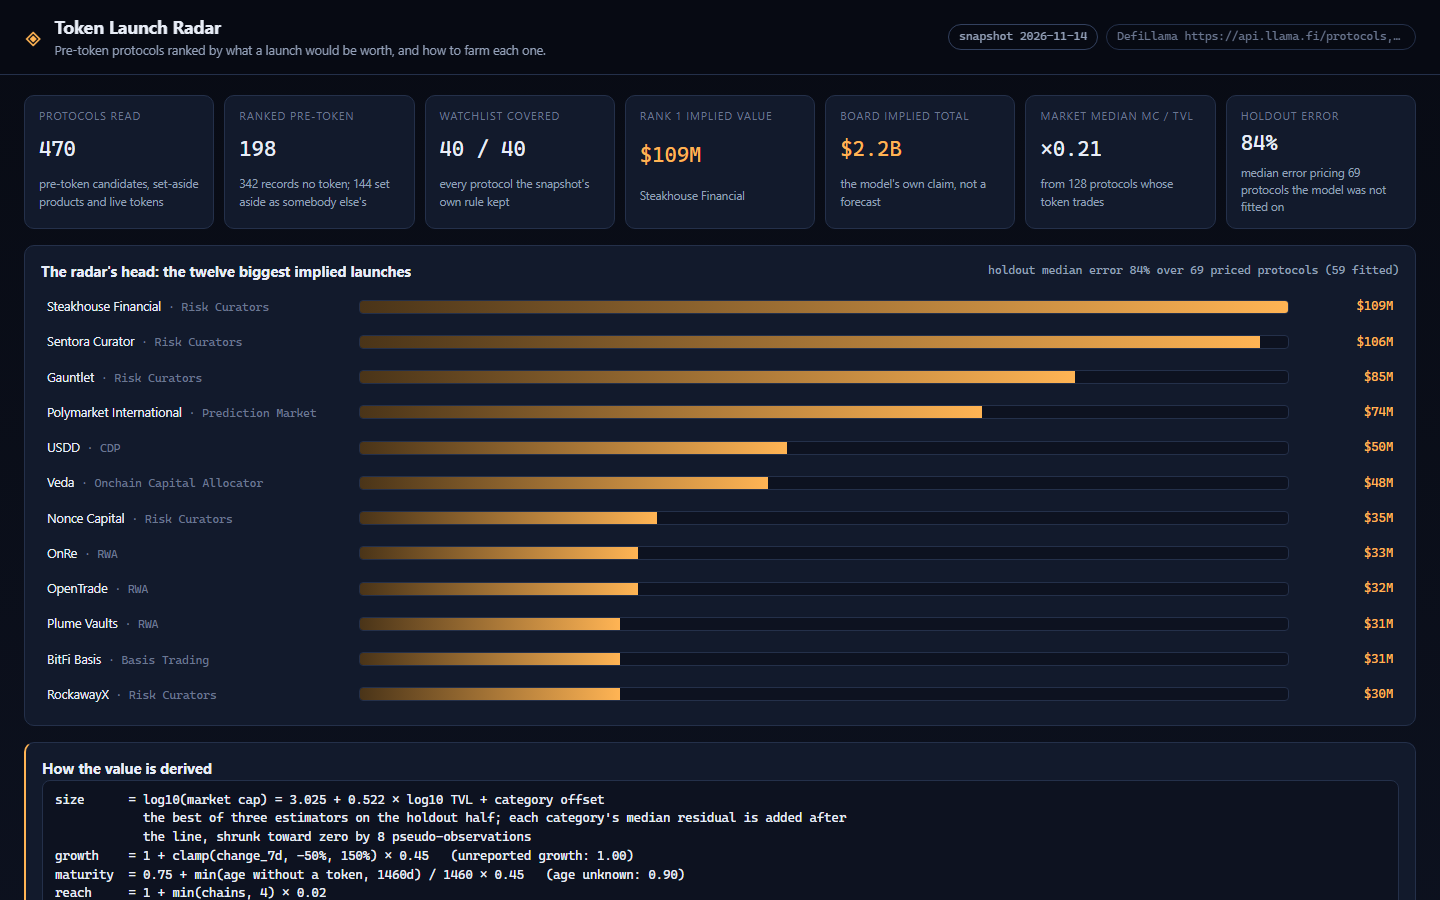 Token Launch Radar
Pre-token protocols ranked by what a launch would be worth, and how to farm each one.
snapshot 2026-11-14
DefiLlama https://api.llama.fi/protocols,…
PROTOCOLS READ
470
pre-token candidates, set-aside
products and live tokens
RANKED PRE-TOKEN
198
342 records no token; 144 set
aside as somebody else's
WATCHLIST COVERED
40 / 40
every protocol the snapshot's
own rule kept
RANK 1 IMPLIED VALUE
$109M
Steakhouse Financial
BOARD IMPLIED TOTAL
$2.2B
the model's own claim, not a
forecast
MARKET MEDIAN MC / TVL
×0.21
from 128 protocols whose
token trades
HOLDOUT ERROR
84%
median error pricing 69
protocols the model was not
fitted on
The radar's head: the twelve biggest implied launches
holdout median error 84% over 69 priced protocols (59 fitted)
Steakhouse Financial · Risk Curators $109M
Sentora Curator · Risk Curators $106M
Gauntlet · Risk Curators $85M
Polymarket International · Prediction Market $74M
USDD · CDP $50M
Veda · Onchain Capital Allocator $48M
Nonce Capital · Risk Curators $35M
OnRe · RWA $33M
OpenTrade · RWA $32M
Plume Vaults · RWA $31M
BitFi Basis · Basis Trading $31M
RockawayX · Risk Curators $30M
How the value is derived
size = log10(market cap) = 3.025 + 0.522 × log10 TVL + category offset
the best of three estimators on the holdout half; each category's median residual is added after
the line, shrunk toward zero by 8 pseudo-observations
growth = 1 + clamp(change_7d, −50%, 150%) × 0.45 (unreported growth: 1.00)
maturity = 0.75 + min(age without a token, 1460d) / 1460 × 0.45 (age unknown: 0.90)
reach = 1 + min(chains, 4) × 0.02